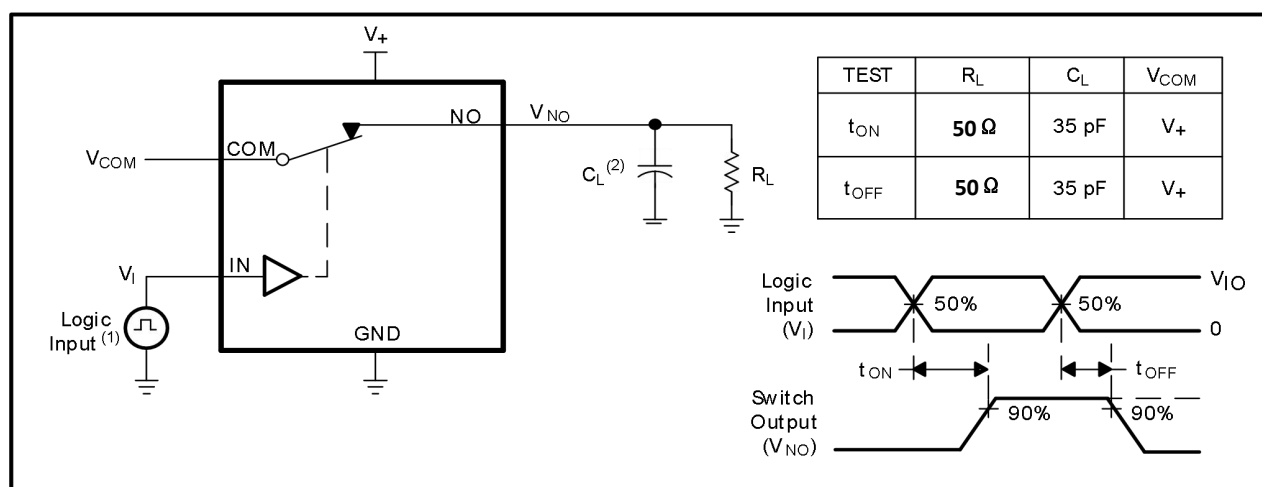 V+
NO
VNO
COM
VCOM
CL(2)
RL
IN
VI
Logic
Input(1)
GND
TEST RL CL VCOM
tON 50 Ω 35 pF V+
tOFF 50 Ω 35 pF V+
Logic
Input
(VI)
50%
50%
VIO
0
tON
tOFF
Switch
Output
(VNO)
90%
90%